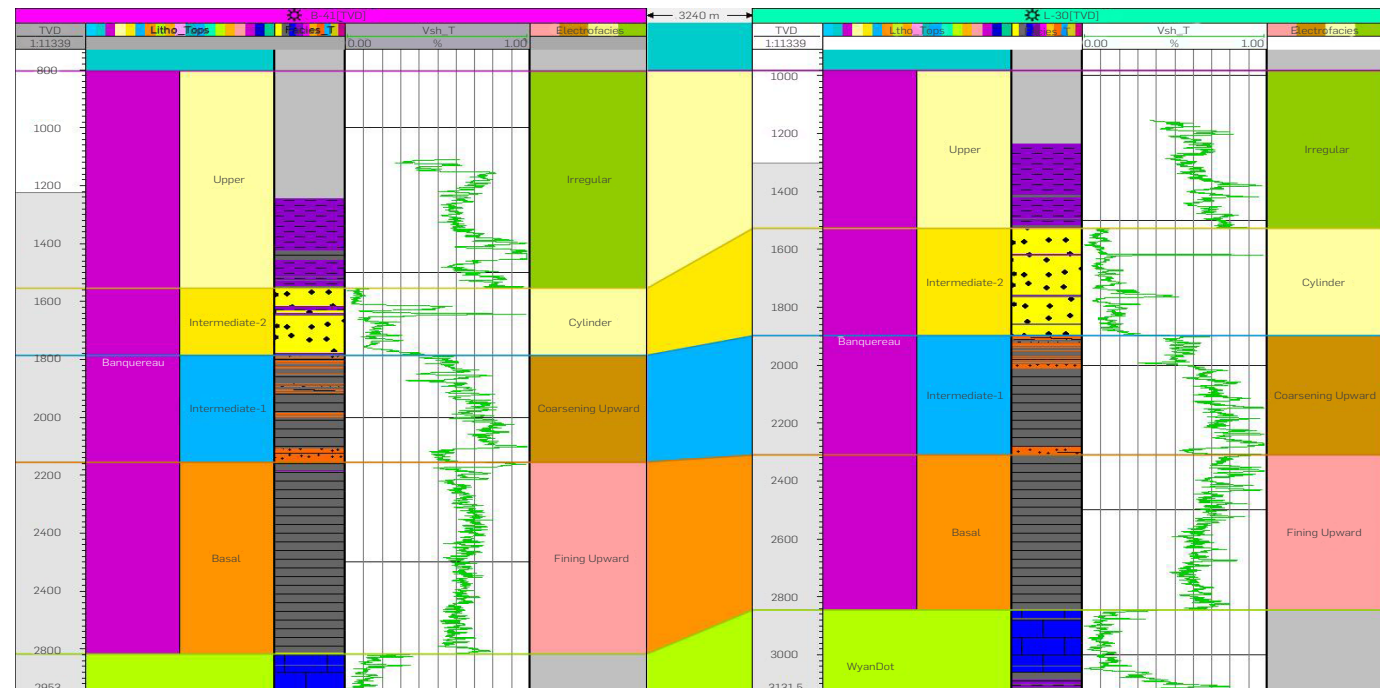 B-41[TVD]
3240 m
L-30[TVD]
TVD
Litho_Tops
Facies_T
Vsh_T
Electrofacies
TVD
Ltho_Tops
Vsh_T
Electrofacies
1:11339
0.00
%
1.00
1:11339
0.00
%
1.00
800
1000
1200
1400
1600
1800
2000
2200
2400
2600
2800
2953
Banquereau
Upper
Intermediate-2
Intermediate-1
Basal
Irregular
Cylinder
Coarsening Upward
Fining Upward
1000
1200
1400
1600
1800
2000
2200
2400
2600
2800
3000
3131.5
Banquereau
WyanDot
Upper
Intermediate-2
Intermediate-1
Basal
Irregular
Cylinder
Coarsening Upward
Fining Upward